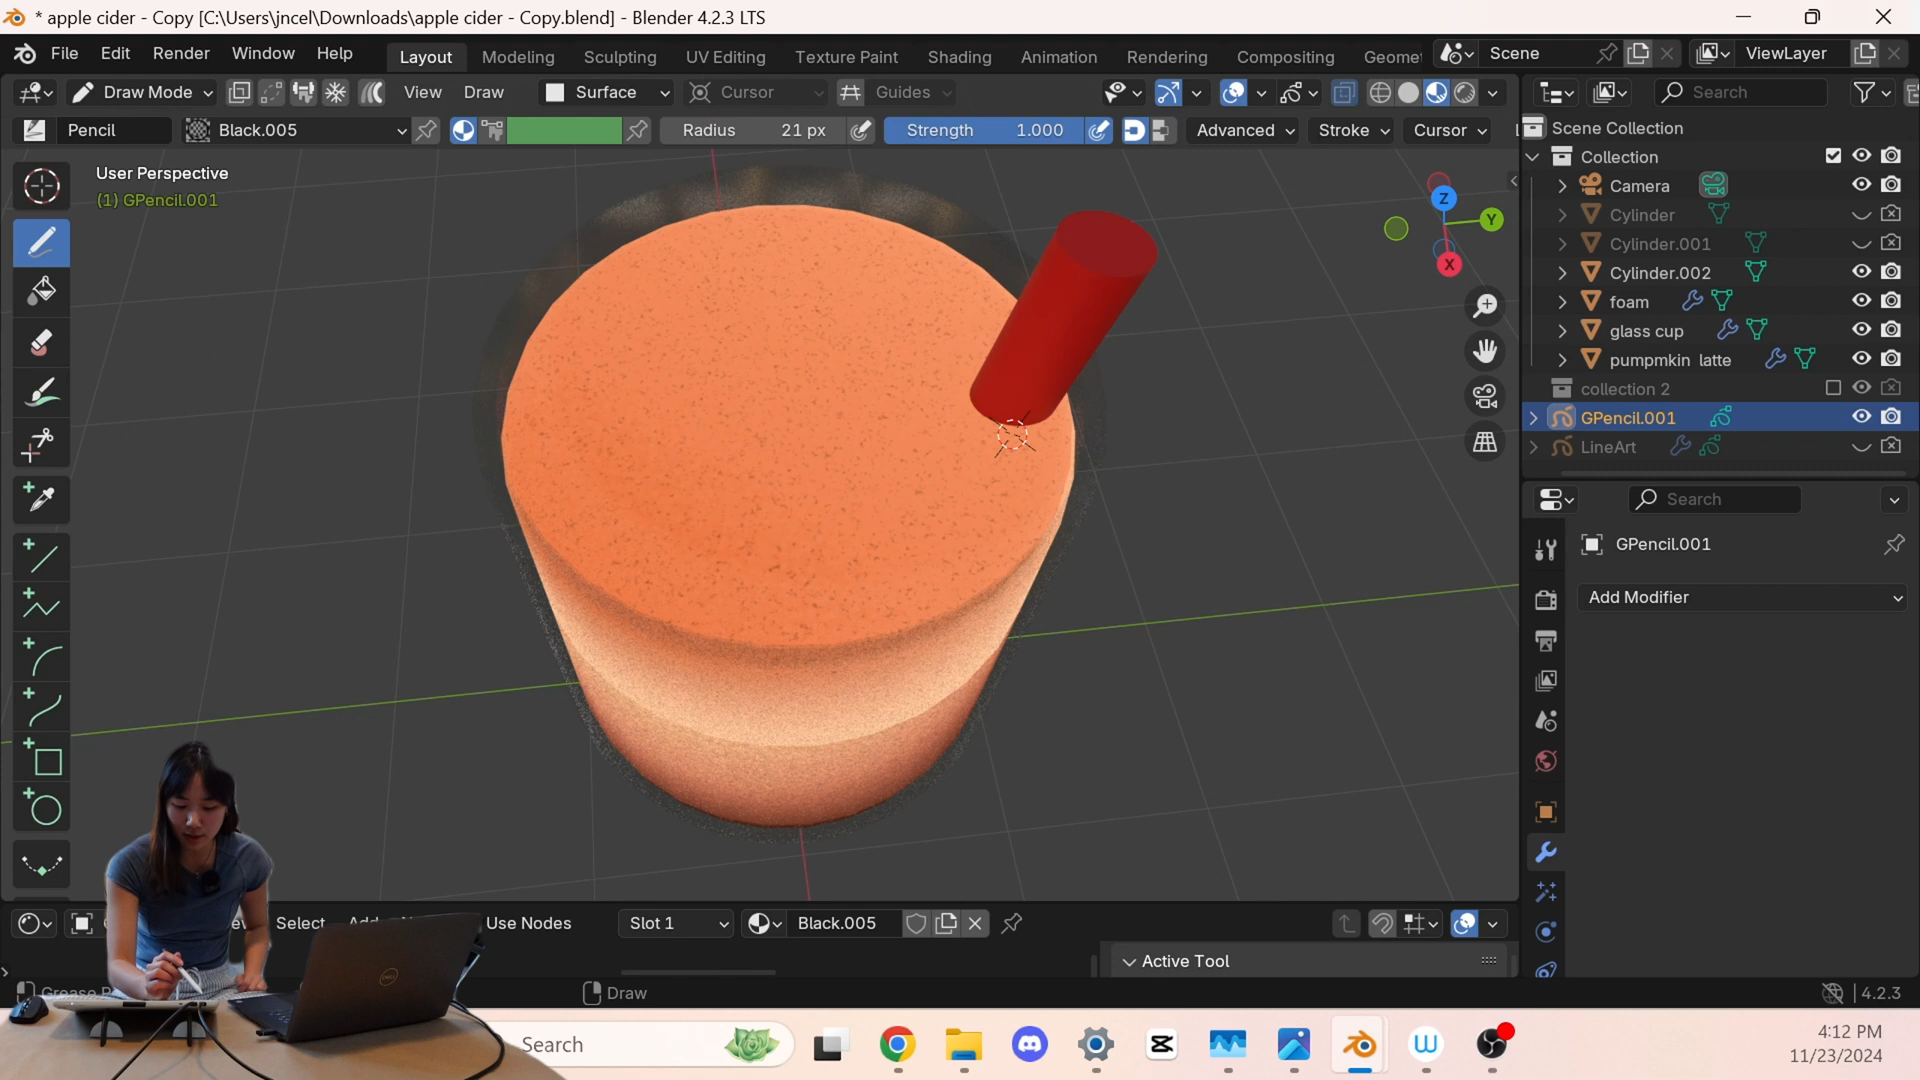 * apple cider - Copy [C:\Users\jncel\Downloads\apple cider - Copy.blend] - Blender 4.2.3 LTS
File Edit Render Window Help Layout Modeling Sculpting UV Editing Texture Paint Shading Animation Rendering Compositing Geomet Scene ViewLayer
Draw Mode View Draw Surface Cursor Guides Search
Pencil Black.005 Radius 21 px Strength 1.000 Advanced Stroke Cursor
User Perspective
(1) GPencil.001
Z
Y
X
Scene Collection
Collection
Camera
Cylinder
Cylinder.001
Cylinder.002
foam
glass cup
pumpmkin latte
collection 2
GPencil.001
LineArt
Search
GPencil.001
Add Modifier
Select Use Nodes Slot 1 Black.005
Active Tool
Grease P Draw 4.2.3
DELL
Search
4:12 PM
11/23/2024